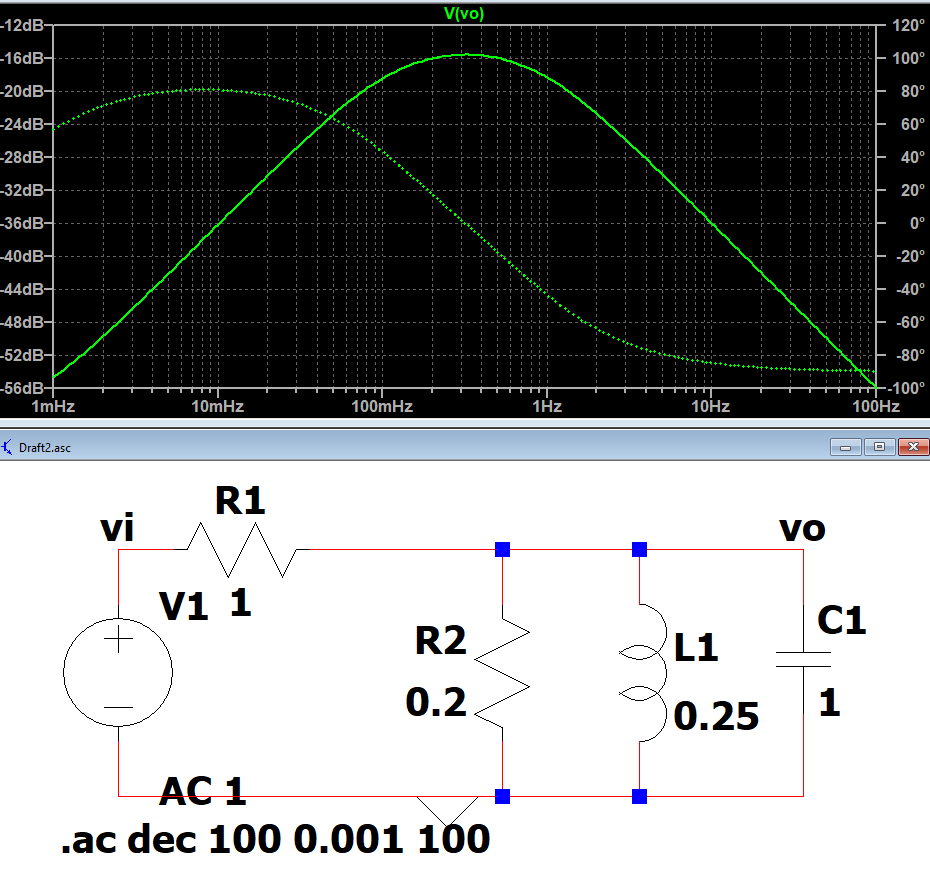 V(vo)
-12dB
-16dB
-20dB
-24dB
-28dB
-32dB
-36dB
-40dB
-44dB
-48dB
-52dB
-56dB
120°
100°
80°
60°
40°
20°
0°
-20°
-40°
-60°
-80°
-100°
1mHz 10mHz 100mHz 1Hz 10Hz 100Hz
Draft2.asc
R1
vi
vo
V1
1
C1
R2
L1
0.2
0.25
1
AC 1
.ac dec 100 0.001 100